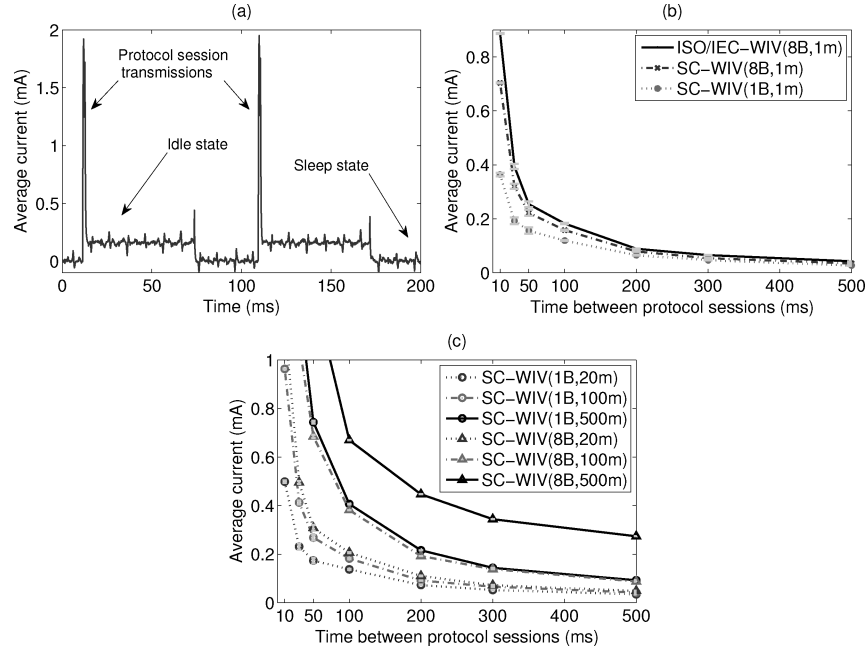 (a)
2
1.5
1
0.5
0
Average current (mA)
Protocol session
transmissions
Idle state
Sleep state
0
50
100
150
200
Time (ms)
(b)
0.8
0.6
0.4
0.2
0
Average current (mA)
ISO/IEC−WIV(8B,1m)
SC−WIV(8B,1m)
SC−WIV(1B,1m)
10
50
100
200
300
400
500
Time between protocol sessions (ms)
(c)
1
0.8
0.6
0.4
0.2
0
Average current (mA)
SC−WIV(1B,20m)
SC−WIV(1B,100m)
SC−WIV(1B,500m)
SC−WIV(8B,20m)
SC−WIV(8B,100m)
SC−WIV(8B,500m)
10
50
100
200
300
400
500
Time between protocol sessions (ms)